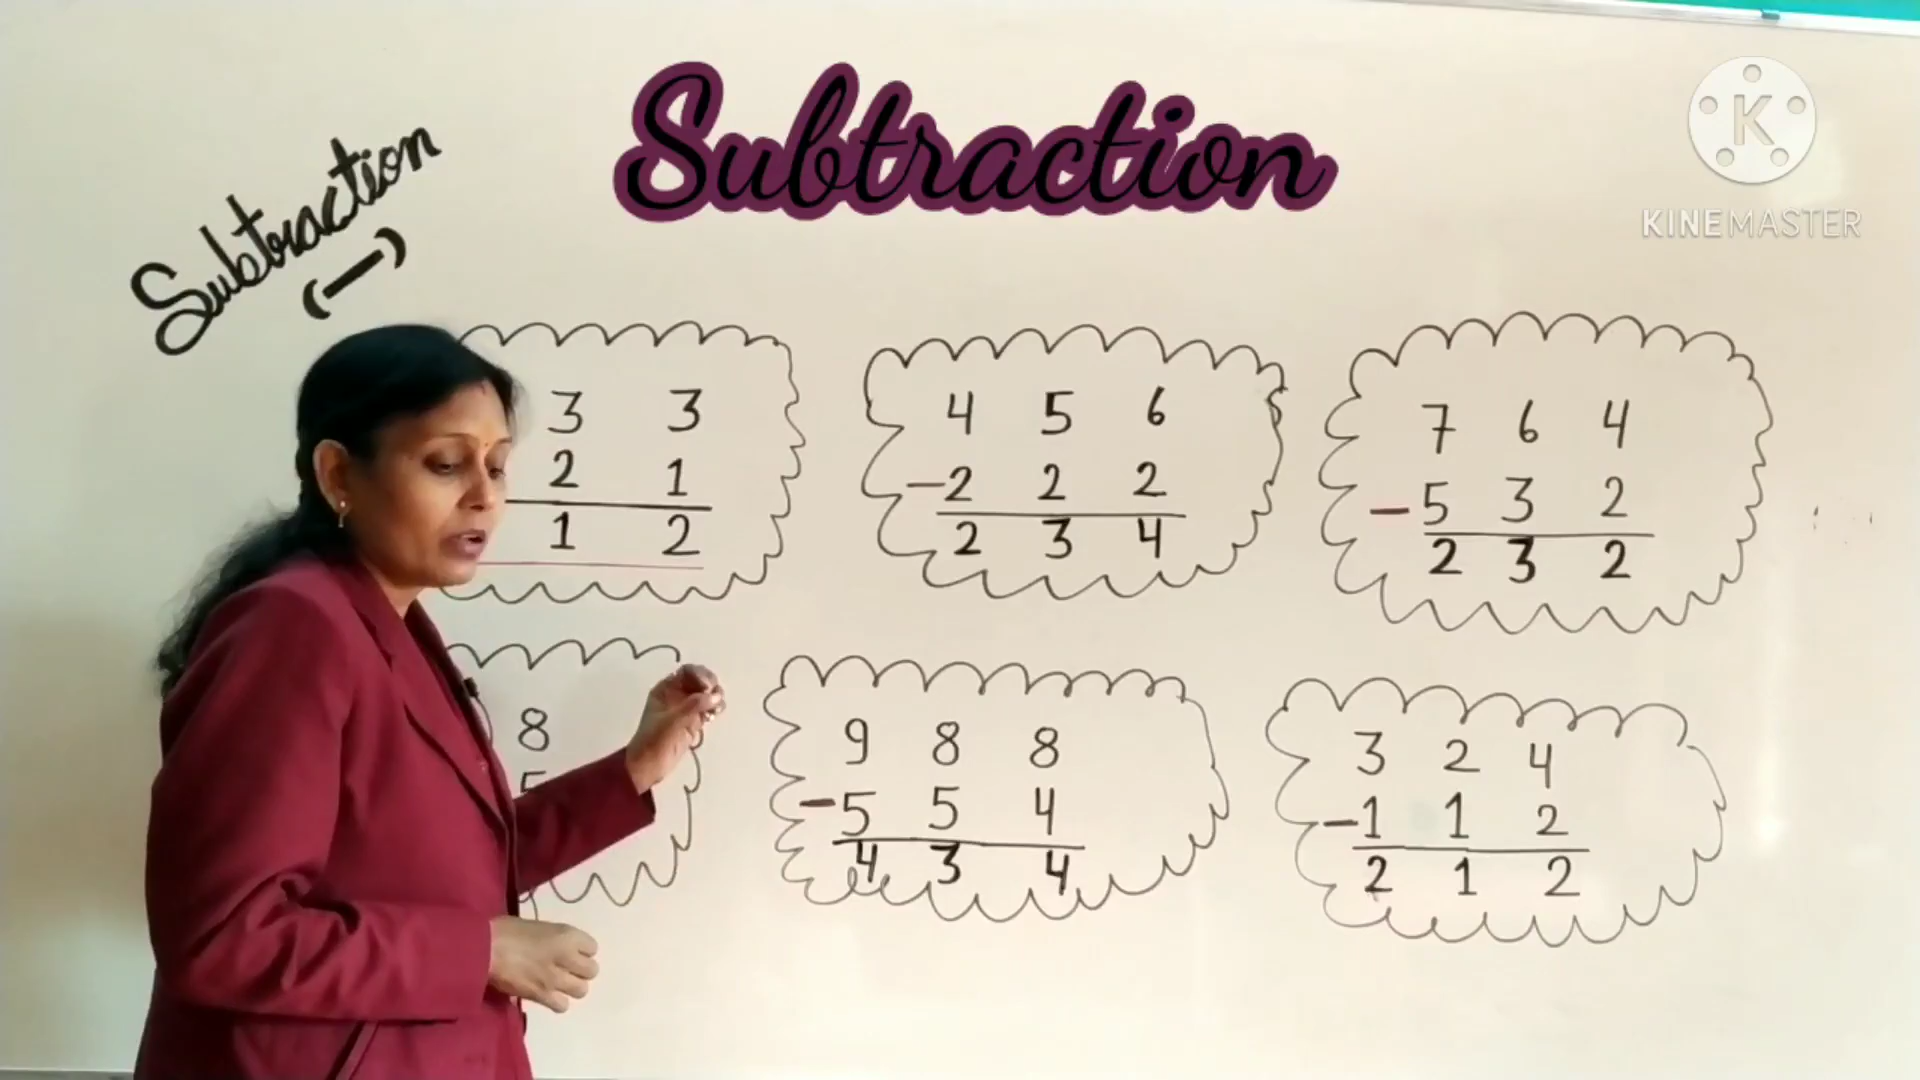 Subtraction
K
KINEMASTER
Subtraction
(—)
3 3
2 1
1 2
4 5 6
-2 2 2
2 3 4
7 6 4
-5 3 2
2 3 2
8
5
9 8 8
-5 5 4
4 3 4
3 2 4
-1 1 2
2 1 2